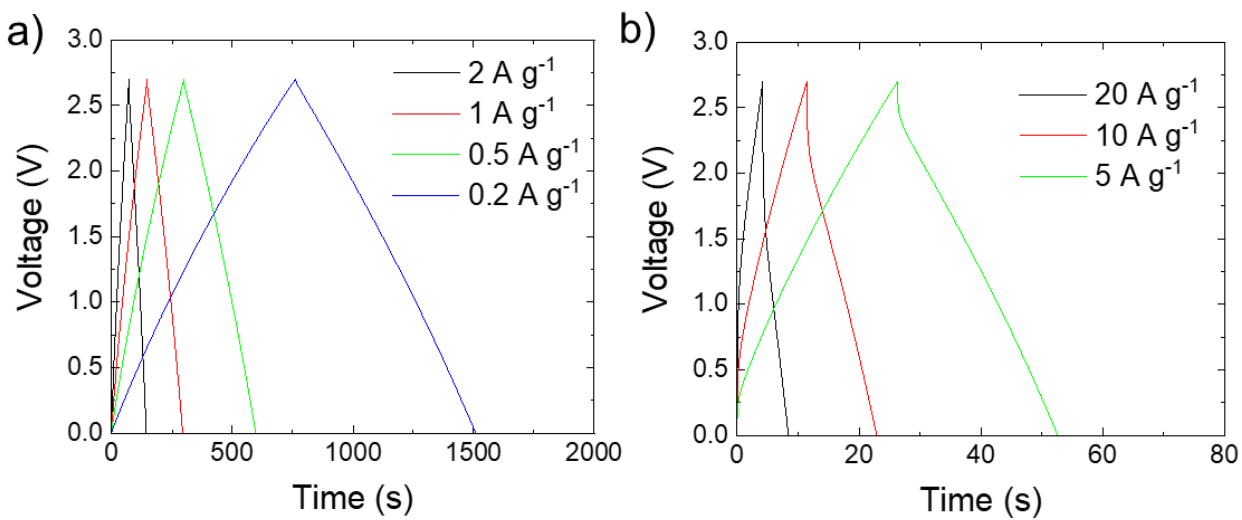 a)
3.0
2.5
2.0
1.5
1.0
0.5
0.0
Voltage (V)
2 A g⁻¹
1 A g⁻¹
0.5 A g⁻¹
0.2 A g⁻¹
0 500 1000 1500 2000
Time (s)
b)
3.0
2.5
2.0
1.5
1.0
0.5
0.0
Voltage (V)
20 A g⁻¹
10 A g⁻¹
5 A g⁻¹
0 20 40 60 80
Time (s)